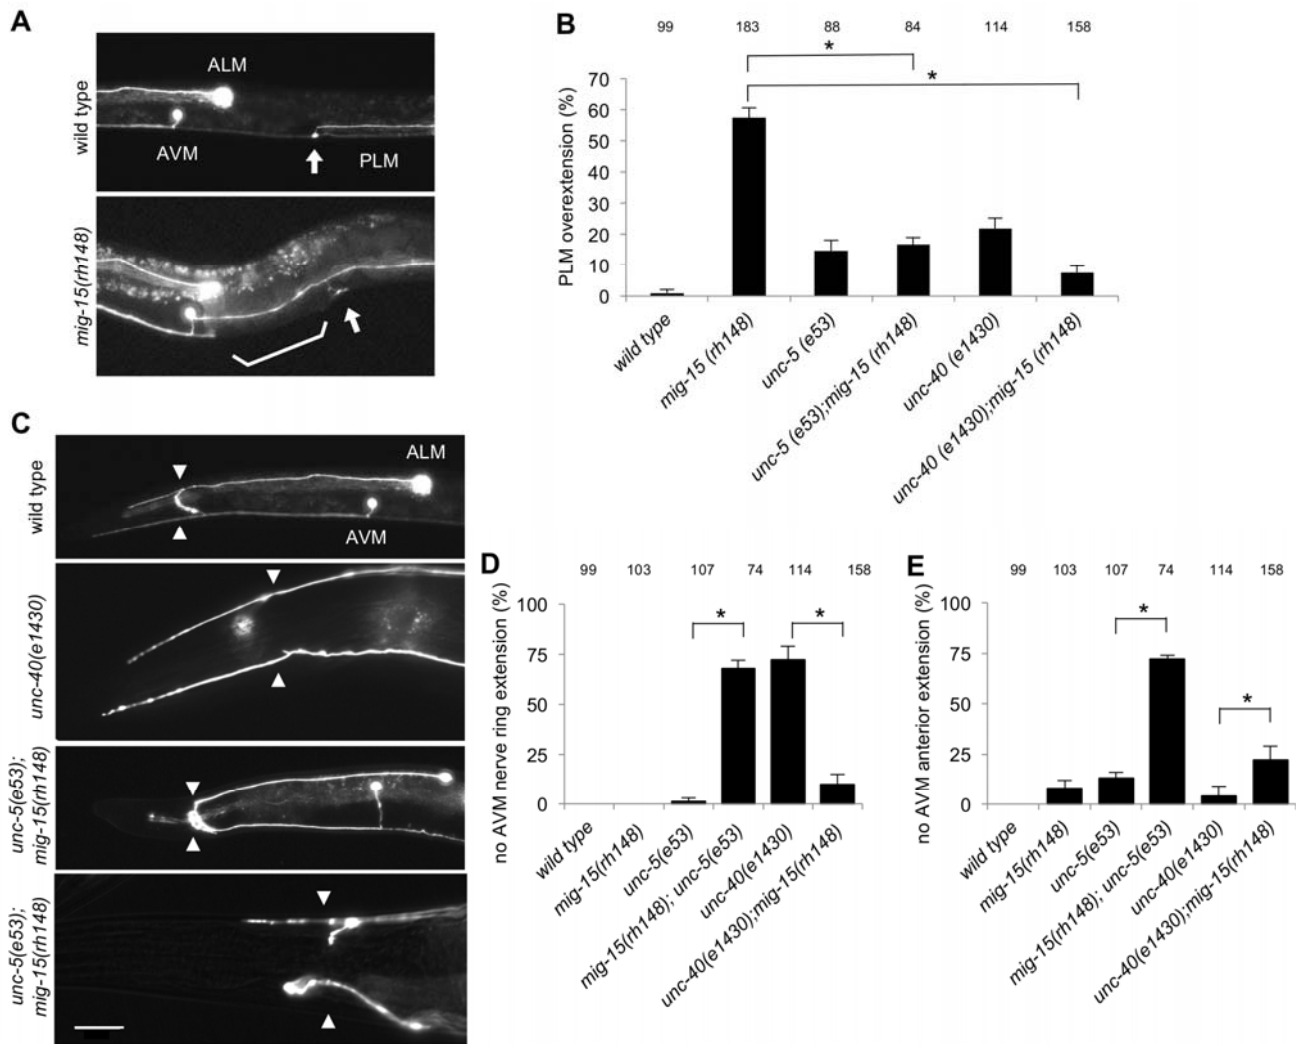 A
wild type
ALM
AVM
PLM
mig-15(rh148)
B
99 183 88 84 114 158
*
*
PLM overextension (%)
70
60
50
40
30
20
10
0
wild type
mig-15 (rh148)
unc-5 (e53)
unc-5 (e53);mig-15 (rh148)
unc-40 (e1430)
unc-40 (e1430);mig-15 (rh148)
C
wild type
ALM
AVM
unc-40(e1430)
unc-5(e53);
mig-15(rh148)
unc-5(e53);
mig-15(rh148)
D
99 103 107 74 114 158
no AVM nerve ring extension (%)
100
75
50
25
0
* *
wild type
mig-15(rh148)
unc-5(e53)
mig-15(rh148); unc-5(e53)
unc-40(e1430)
unc-40(e1430);mig-15(rh148)
E
99 103 107 74 114 158
no AVM anterior extension (%)
100
75
50
25
0
*
*
wild type
mig-15(rh148)
unc-5(e53)
mig-15(rh148); unc-5(e53)
unc-40(e1430)
unc-40(e1430);mig-15(rh148)